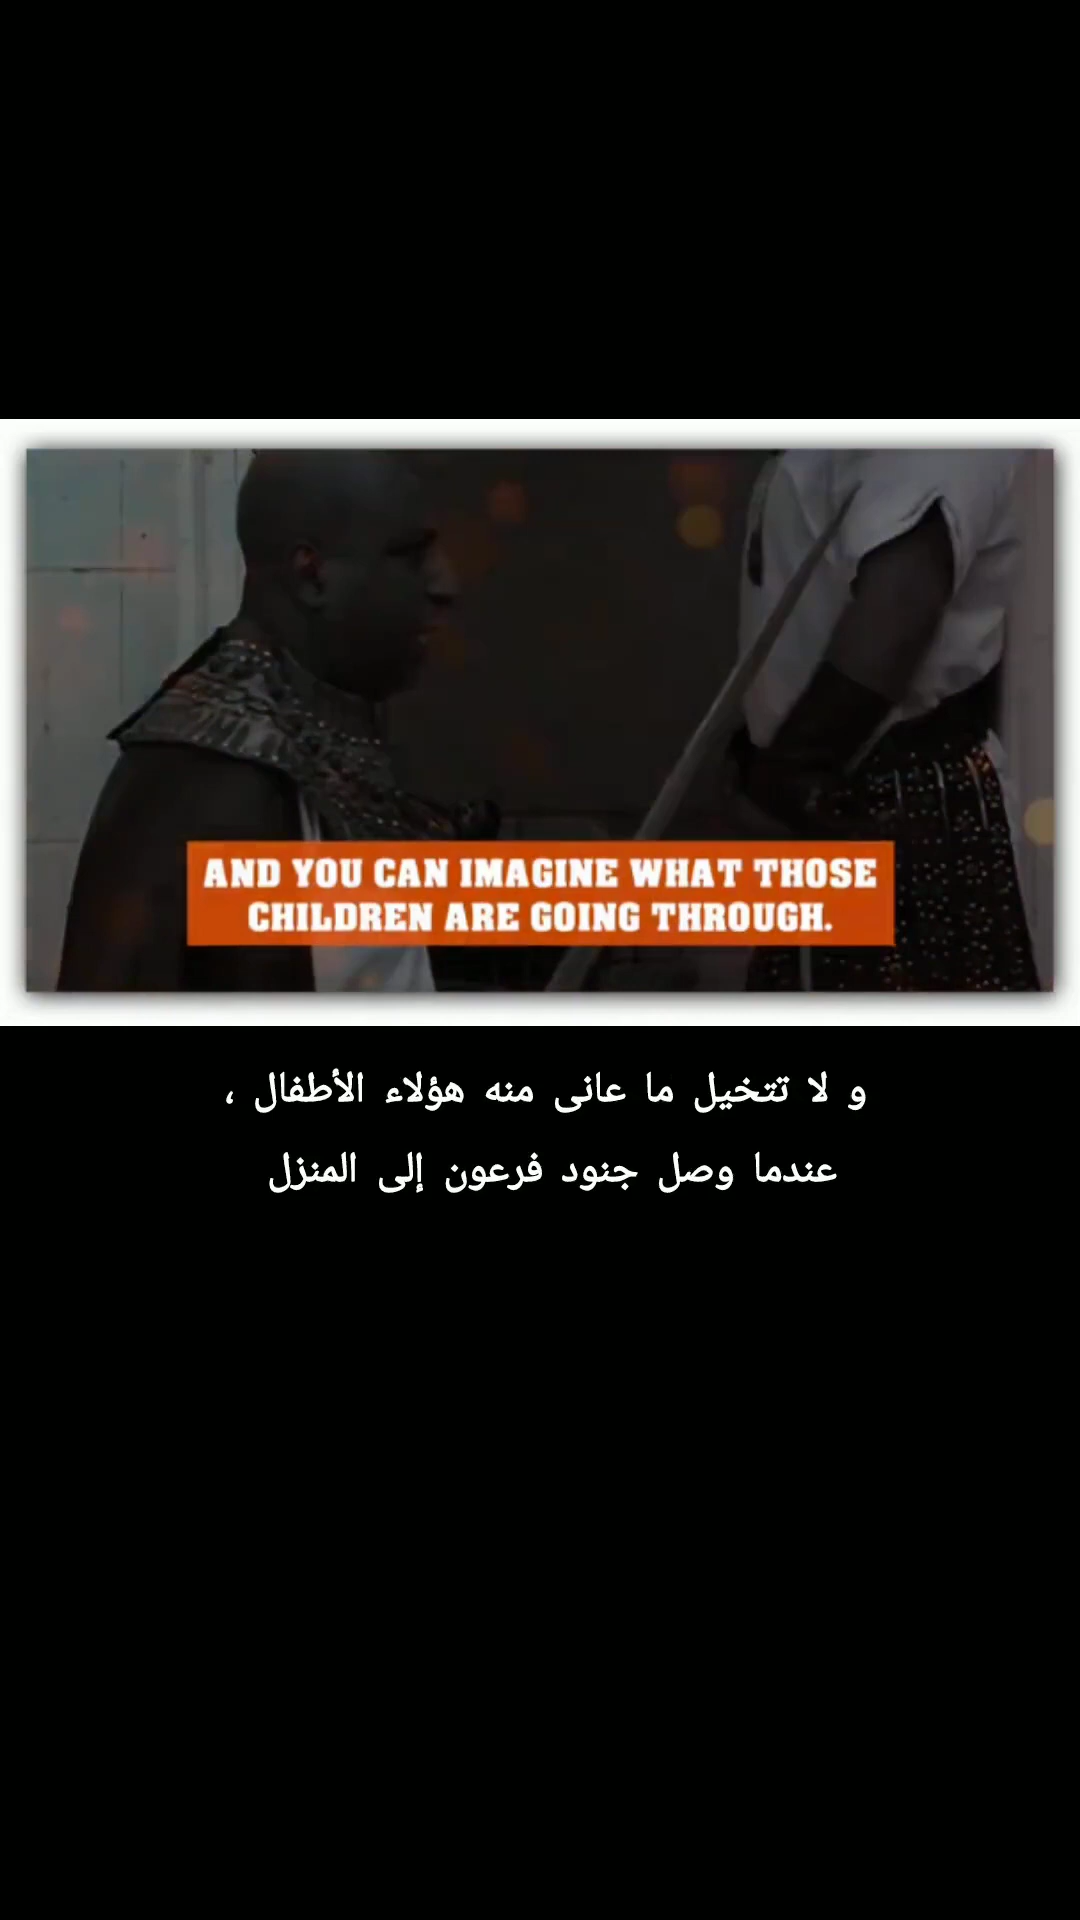 AND YOU CAN IMAGINE WHAT THOSE
CHILDREN ARE GOING THROUGH.
و لا تتخيل ما عانى منه هؤلاء الأطفال ،
عندما وصل جنود فرعون إلى المنزل